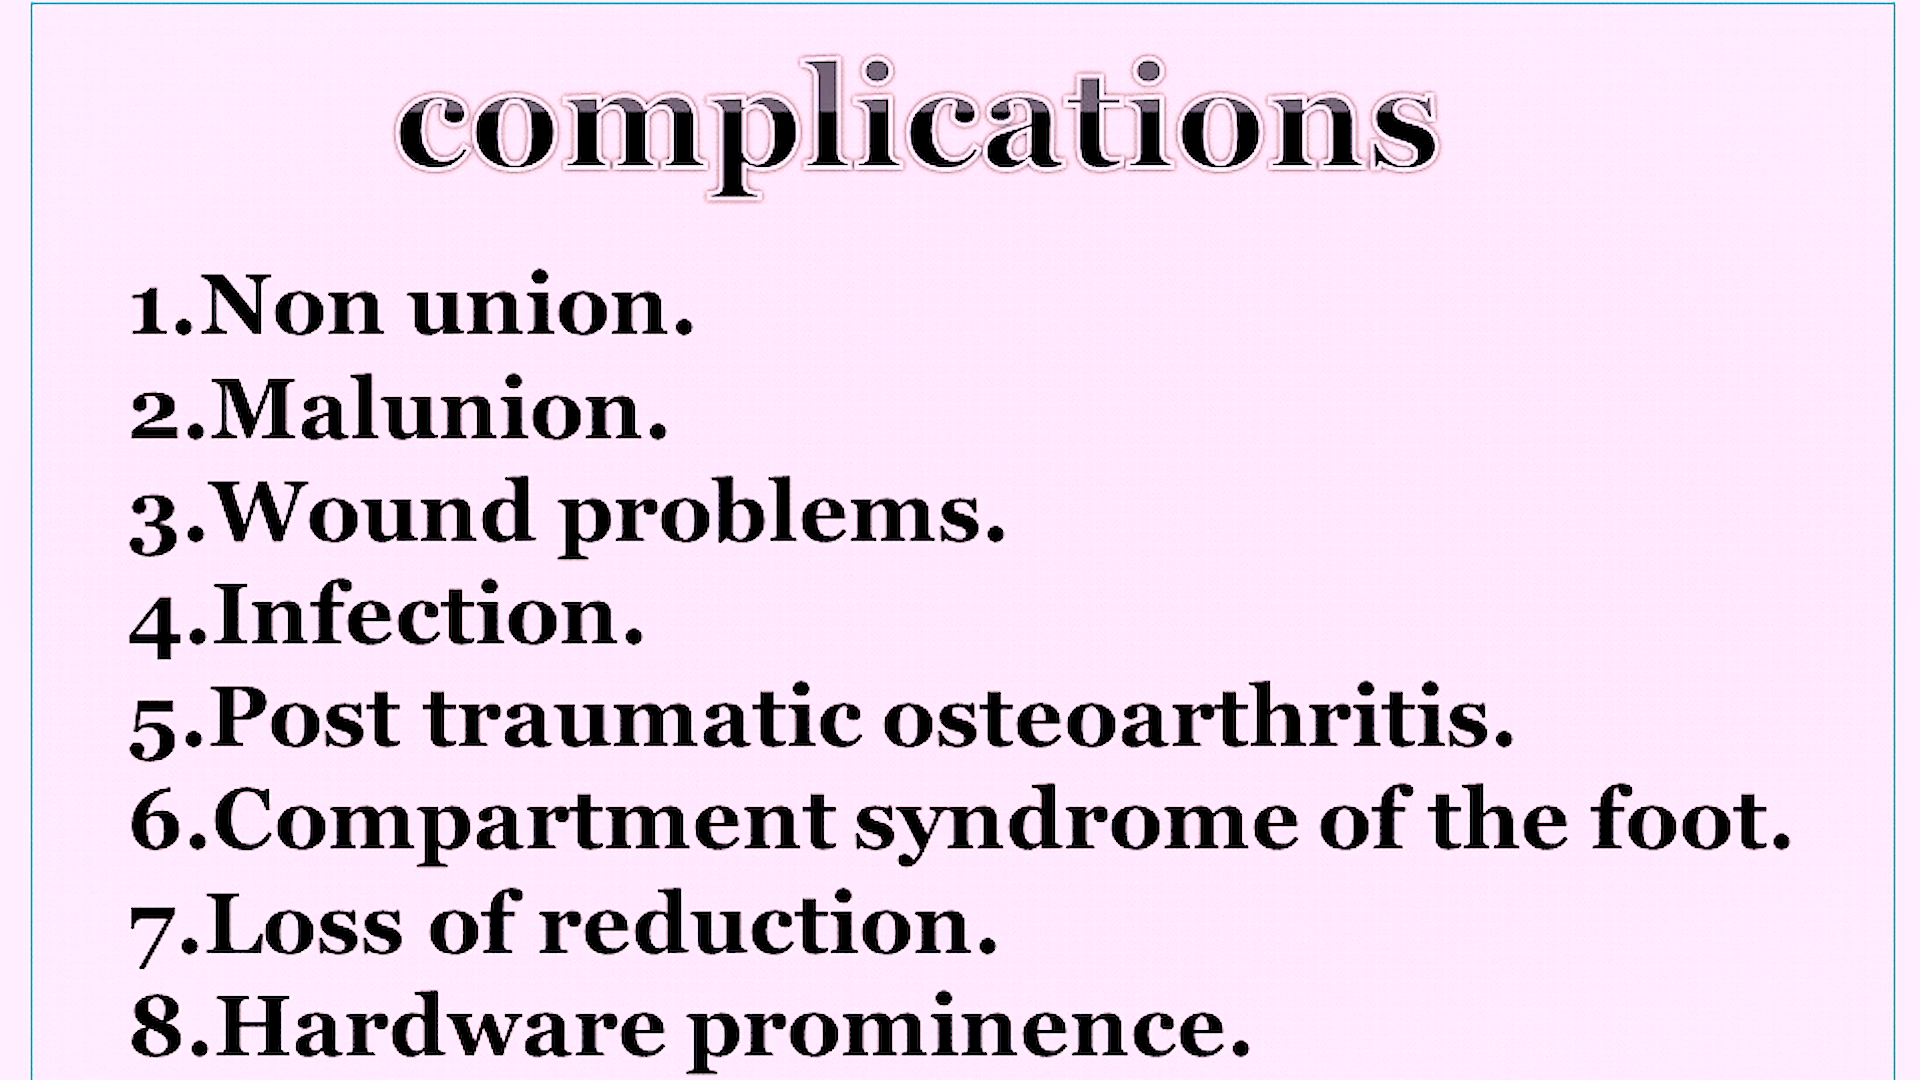 complications
1.Non union.
2.Malunion.
3.Wound problems.
4.Infection.
5.Post traumatic osteoarthritis.
6.Compartment syndrome of the foot.
7.Loss of reduction.
8.Hardware prominence.